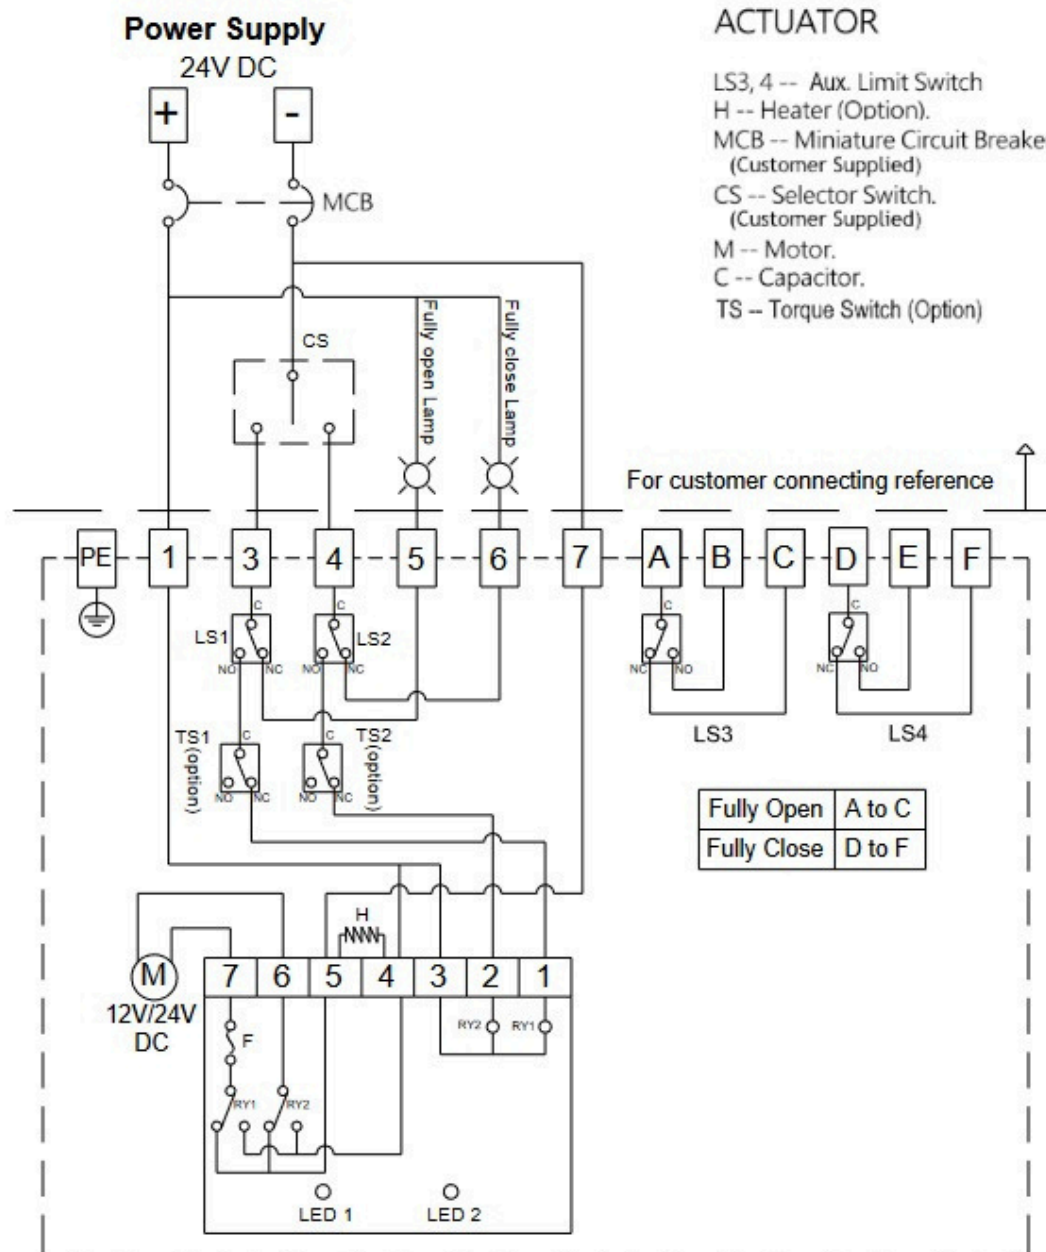 Power Supply
24V DC
+ -
MCB
ACTUATOR
LS3, 4 -- Aux. Limit Switch
H -- Heater (Option).
MCB -- Miniature Circuit Breake
(Customer Supplied)
CS -- Selector Switch.
(Customer Supplied)
M -- Motor.
C -- Capacitor.
TS -- Torque Switch (Option)
CS
Fully open Lamp
Fully close Lamp
For customer connecting reference
PE 1 3 4 5 6 7 A B C D E F
C C C C
LS1 LS2
NO NC NO NC NC NO NC NO
LS3 LS4
TS1 (option) C C TS2 (option)
NO NC NO NC
Fully Open A to C
Fully Close D to F
H
M
12V/24V
DC
7 6 5 4 3 2 1
F
RY2 RY1
RY1 RY2
LED 1 LED 2